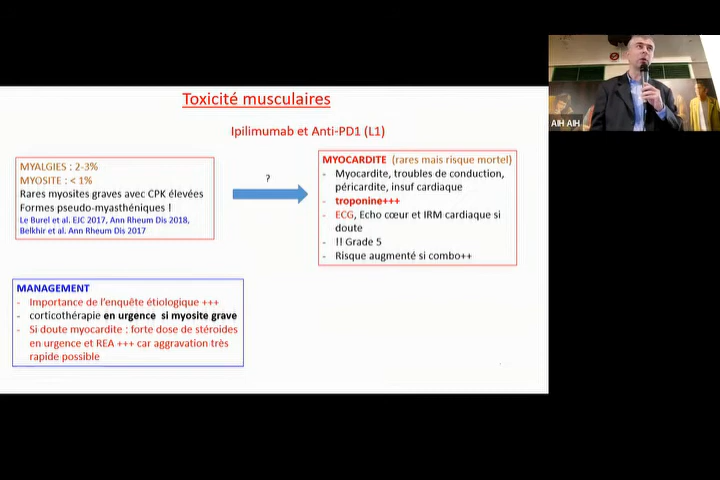 Toxicité musculaires
Ipilimumab et Anti-PD1 (L1)
MYALGIES : 2-3%
MYOSITE : < 1%
Rares myosites graves avec CPK élevées
Formes pseudo-myasthéniques !
Le Burel et al. EJC 2017, Ann Rheum Dis 2018,
Belkhir et al. Ann Rheum Dis 2017
?
MYOCARDITE (rares mais risque mortel)
- Myocardite, troubles de conduction,
péricardite, insuf cardiaque
- troponine+++
- ECG, Echo cœur et IRM cardiaque si
doute
- !! Grade 5
- Risque augmenté si combo++
MANAGEMENT
- Importance de l'enquête étiologique +++
- corticothérapie en urgence si myosite grave
- Si doute myocardite : forte dose de stéroides
en urgence et REA +++ car aggravation très
rapide possible
AIH AIH